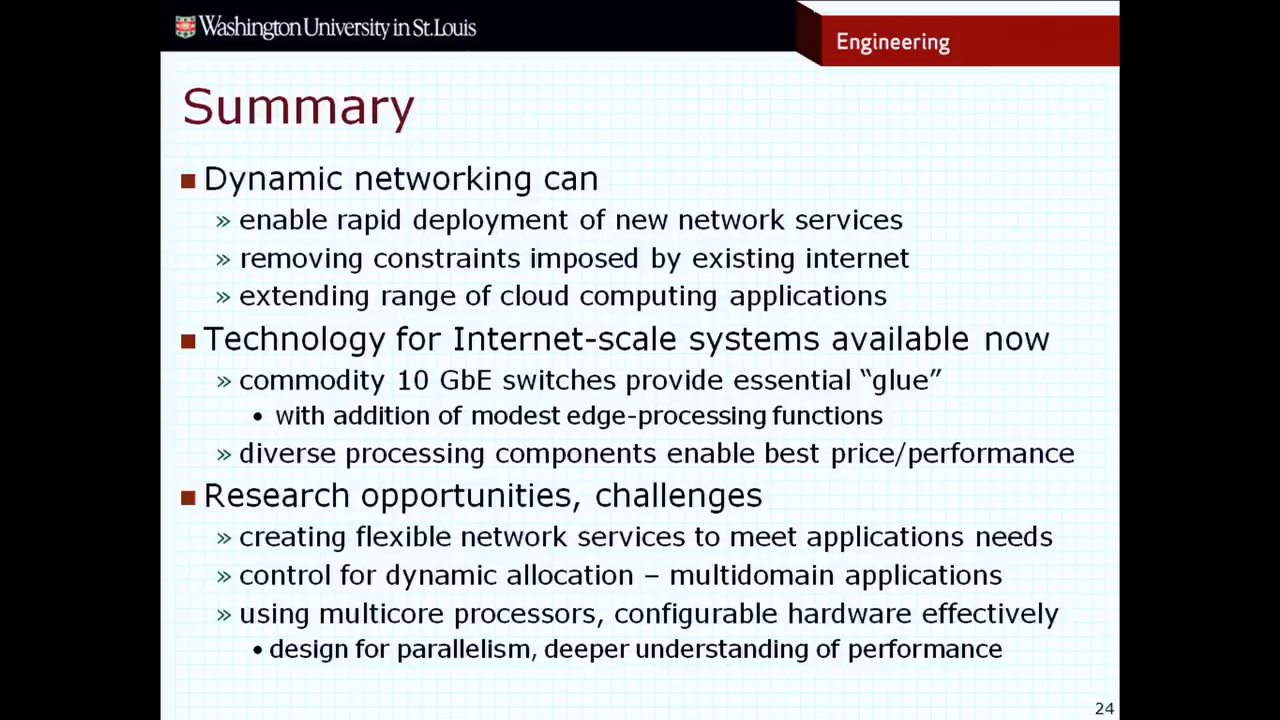 Washington University in St. Louis
Engineering
Summary
Dynamic networking can
» enable rapid deployment of new network services
» removing constraints imposed by existing internet
» extending range of cloud computing applications
Technology for Internet-scale systems available now
» commodity 10 GbE switches provide essential “glue”
• with addition of modest edge-processing functions
» diverse processing components enable best price/performance
Research opportunities, challenges
» creating flexible network services to meet applications needs
» control for dynamic allocation – multidomain applications
» using multicore processors, configurable hardware effectively
• design for parallelism, deeper understanding of performance
24